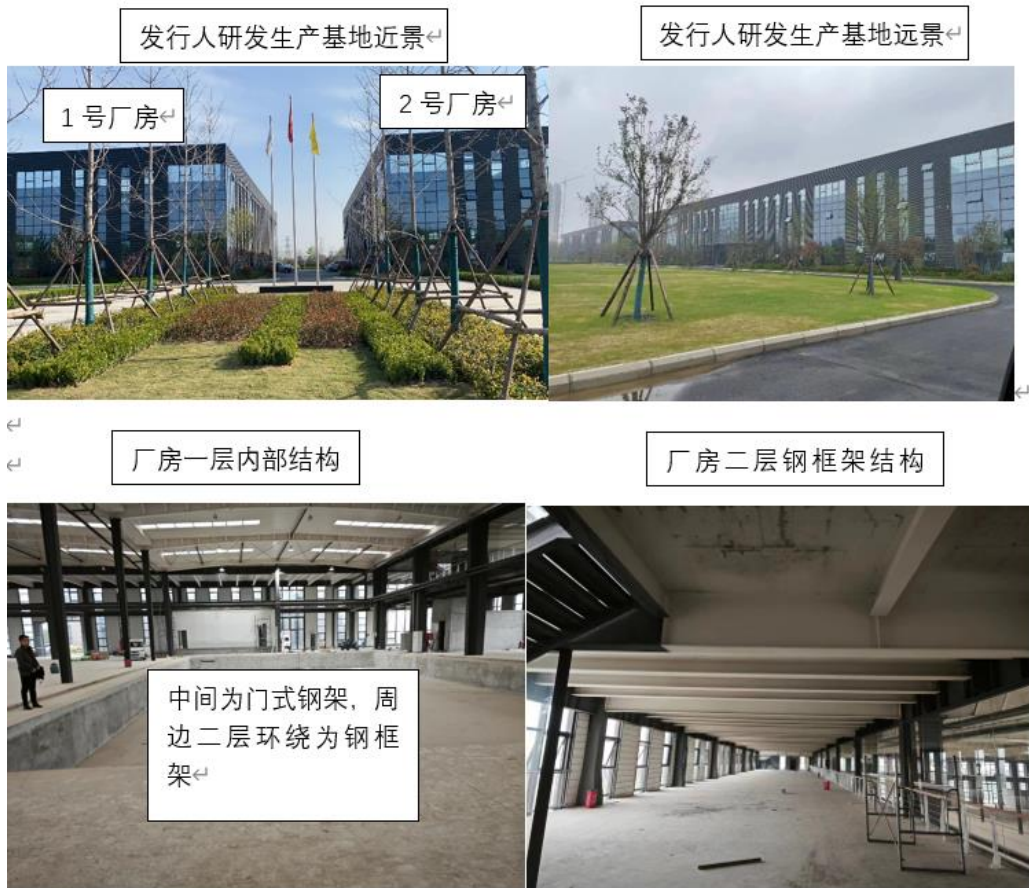 发行人研发生产基地近景
发行人研发生产基地远景
1号厂房
2号厂房
厂房一层内部结构
厂房二层钢框架结构
中间为门式钢架，周
边二层环绕为钢框
架